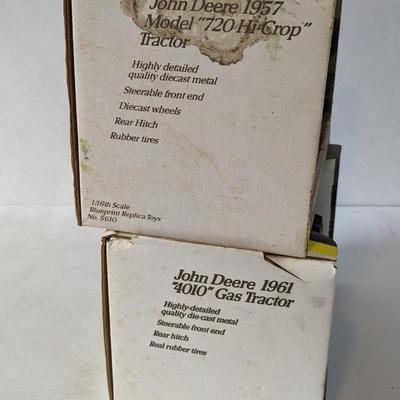 John Deere 1957
Model "720 Hi-Crop"
Tractor
Highly detailed
quality diecast metal
Steerable front end
Diecast wheels
Rear Hitch
Rubber tires
1/16th Scale
Blueprint Replica Toys
No. 5610
John Deere 1961
"4010" Gas Tractor
Highly-detailed
quality die-cast metal
Steerable front end
Rear hitch
Real rubber tires